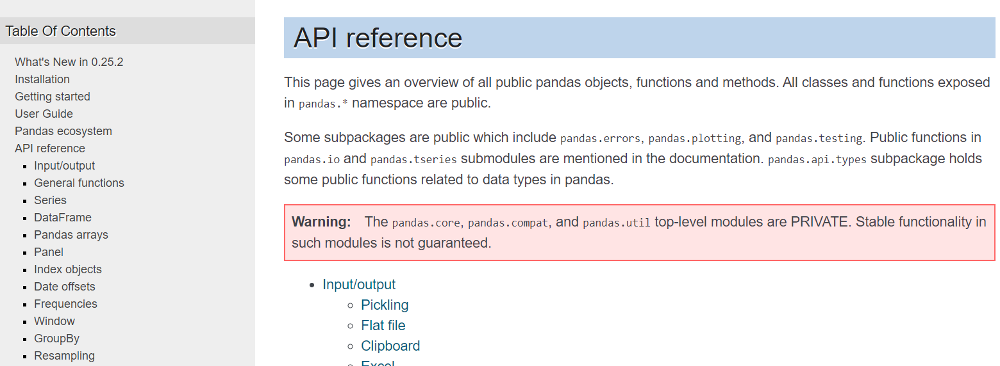 Table Of Contents
What's New in 0.25.2
Installation
Getting started
User Guide
Pandas ecosystem
API reference
Input/output
General functions
Series
DataFrame
Pandas arrays
Panel
Index objects
Date offsets
Frequencies
Window
GroupBy
Resampling
API reference
This page gives an overview of all public pandas objects, functions and methods. All classes and functions exposed
in pandas.* namespace are public.
Some subpackages are public which include pandas.errors, pandas.plotting, and pandas.testing. Public functions in
pandas.io and pandas.tseries submodules are mentioned in the documentation. pandas.api.types subpackage holds
some public functions related to data types in pandas.
Warning: The pandas.core, pandas.compat, and pandas.util top-level modules are PRIVATE. Stable functionality in
such modules is not guaranteed.
Input/output
Pickling
Flat file
Clipboard
Excel